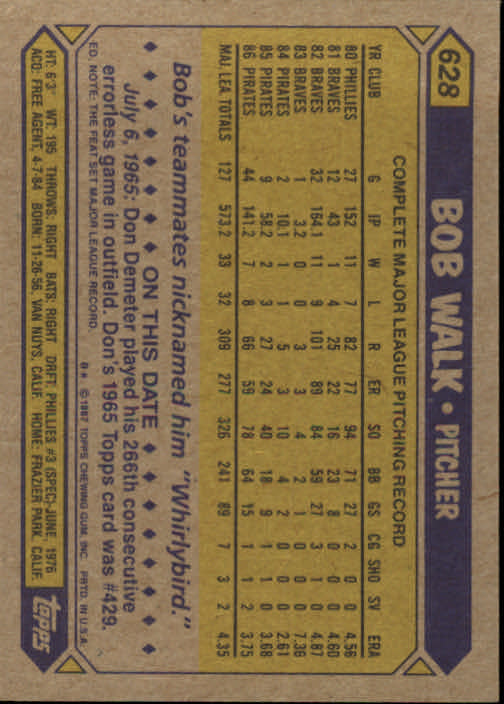 628 BOB WALK • PITCHER
COMPLETE MAJOR LEAGUE PITCHING RECORD
YR CLUB G IP W L R ER SO BB GS CG SHO SV ERA
80 PHILLIES 27 152 11 7 82 77 94 71 27 2 0 0 4.56
81 BRAVES 12 43 1 4 25 22 16 23 8 0 0 0 4.60
82 BRAVES 32 164.1 11 9 101 89 84 59 27 3 1 0 4.87
83 BRAVES 1 3.2 0 0 3 3 4 2 1 0 0 0 7.36
84 PIRATES 2 10.1 1 1 5 3 10 4 2 0 0 0 2.61
85 PIRATES 9 58.2 2 3 27 24 40 18 9 1 1 0 3.68
86 PIRATES 44 141.2 7 8 66 59 78 64 15 1 1 2 3.75
MAJ. LEA. TOTALS 127 573.2 33 32 309 277 326 241 89 7 3 2 4.35
Bob's teammates nicknamed him "Whirlybird."
♦ ♦ ♦ ♦ ♦ ♦ ON THIS DATE ♦ ♦ ♦ ♦ ♦ ♦
July 6, 1965: Don Demeter played his 266th consecutive
errorless game in outfield. Don's 1965 Topps card was #429.
ED. NOTE: THE FEAT SET MAJOR LEAGUE RECORD.
B* © 1987 TOPPS CHEWING GUM, INC. PRTD. IN U.S.A.
HT: 6'3" WT: 195 THROWS: RIGHT BATS: RIGHT DRFT: PHILLIES #3 (SPEC)-JUNE, 1976
ACQ: FREE AGENT, 4-7-84 BORN: 11-26-56, VAN NUYS, CALIF. HOME: FRAZIER PARK, CALIF.
topps